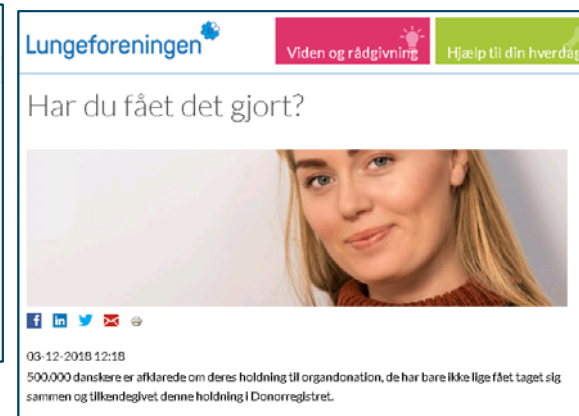 Lungeforeningen
Viden og rådgivning
Hjælp til din hverdag
Har du fået det gjort?
03-12-2018 12:18
500.000 danskere er afklarede om deres holdning til organdonation, de har bare ikke lige fået taget sig
sammen og tilkendegivet denne holdning i Donorregistret.